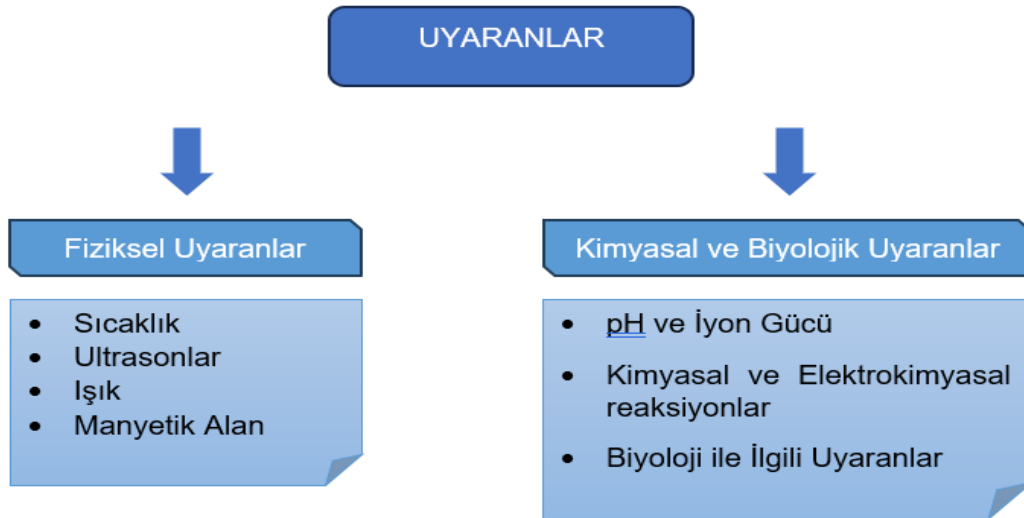 UYARANLAR
Fiziksel Uyaranlar
• Sıcaklık
• Ultrasonlar
• Işık
• Manyetik Alan
Kimyasal ve Biyolojik Uyaranlar
• pH ve İyon Gücü
• Kimyasal ve Elektrokimyasal
reaksiyonlar
• Biyoloji ile İlgili Uyaranlar